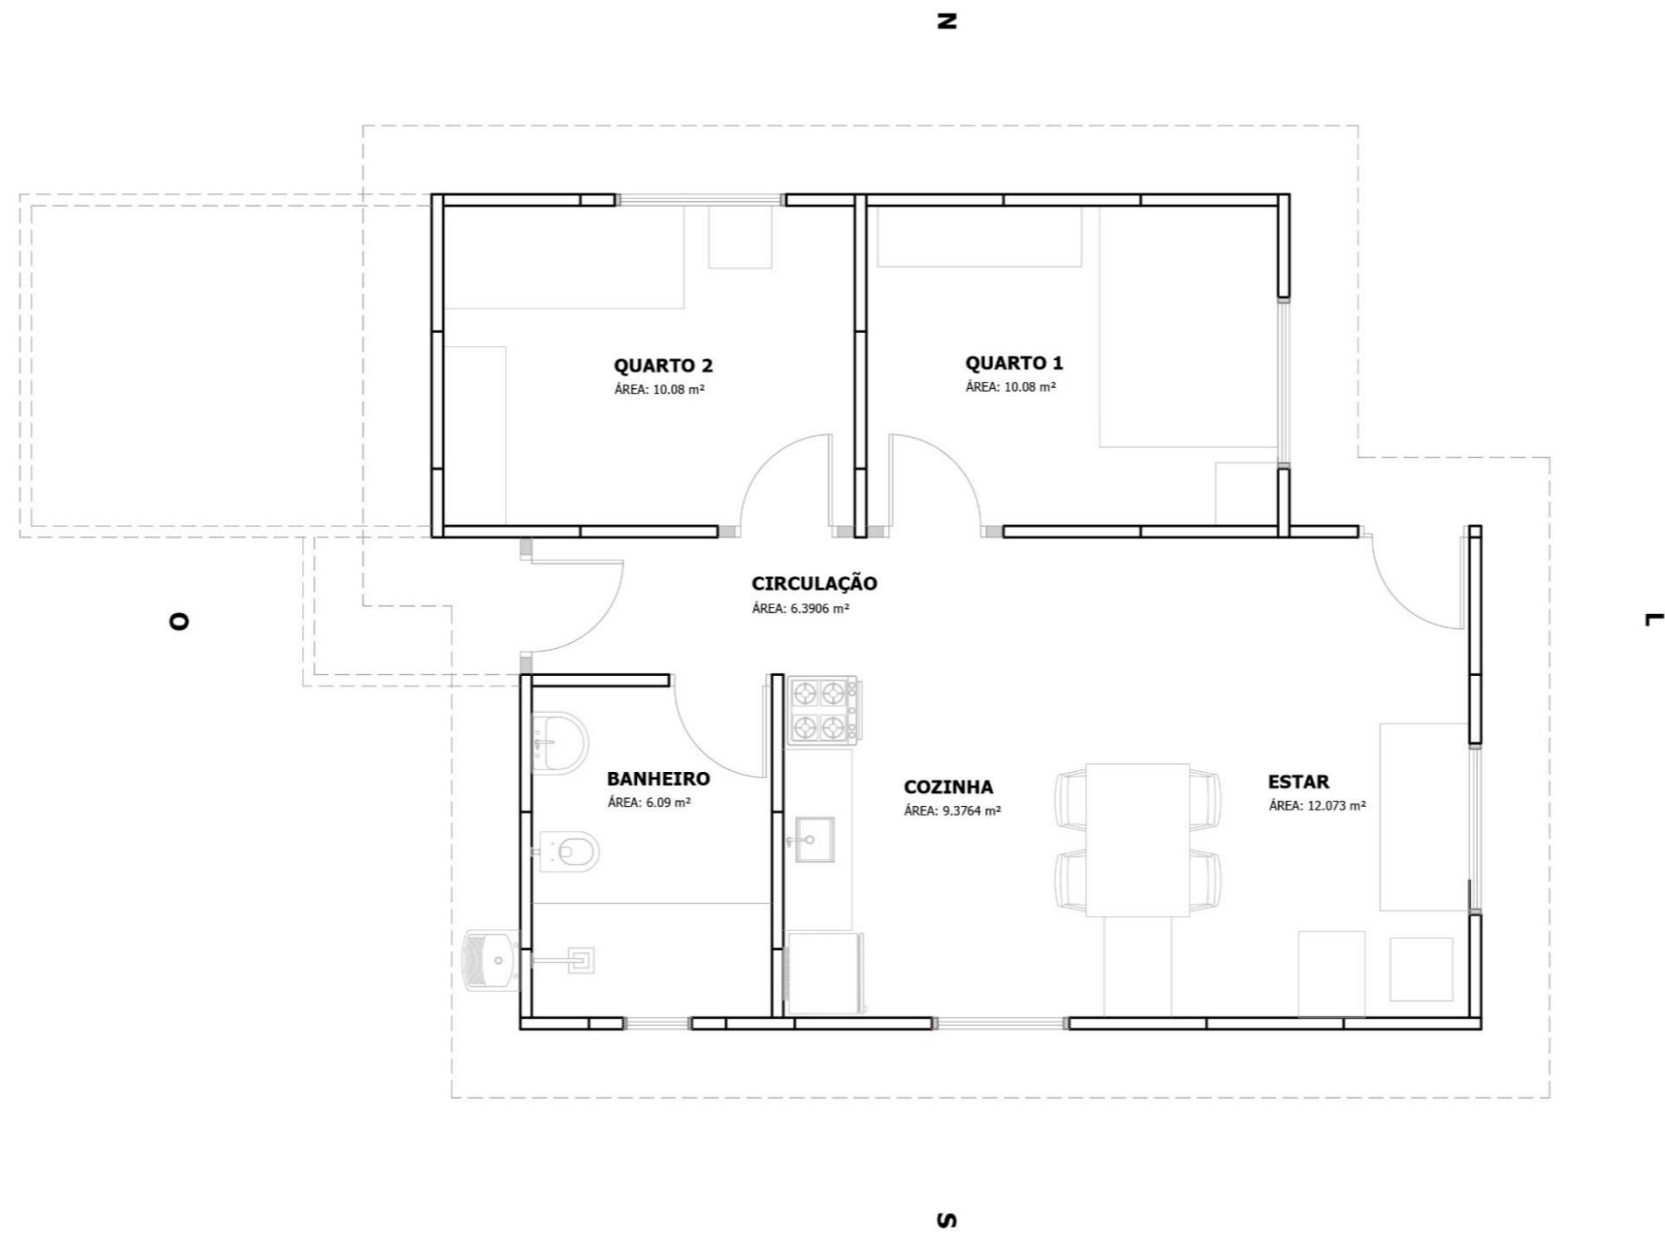 N
QUARTO 2
ÁREA: 10.08 m²
QUARTO 1
ÁREA: 10.08 m²
CIRCULAÇÃO
ÁREA: 6.3906 m²
O
L
BANHEIRO
ÁREA: 6.09 m²
COZINHA
ÁREA: 9.3764 m²
ESTAR
ÁREA: 12.073 m²
S